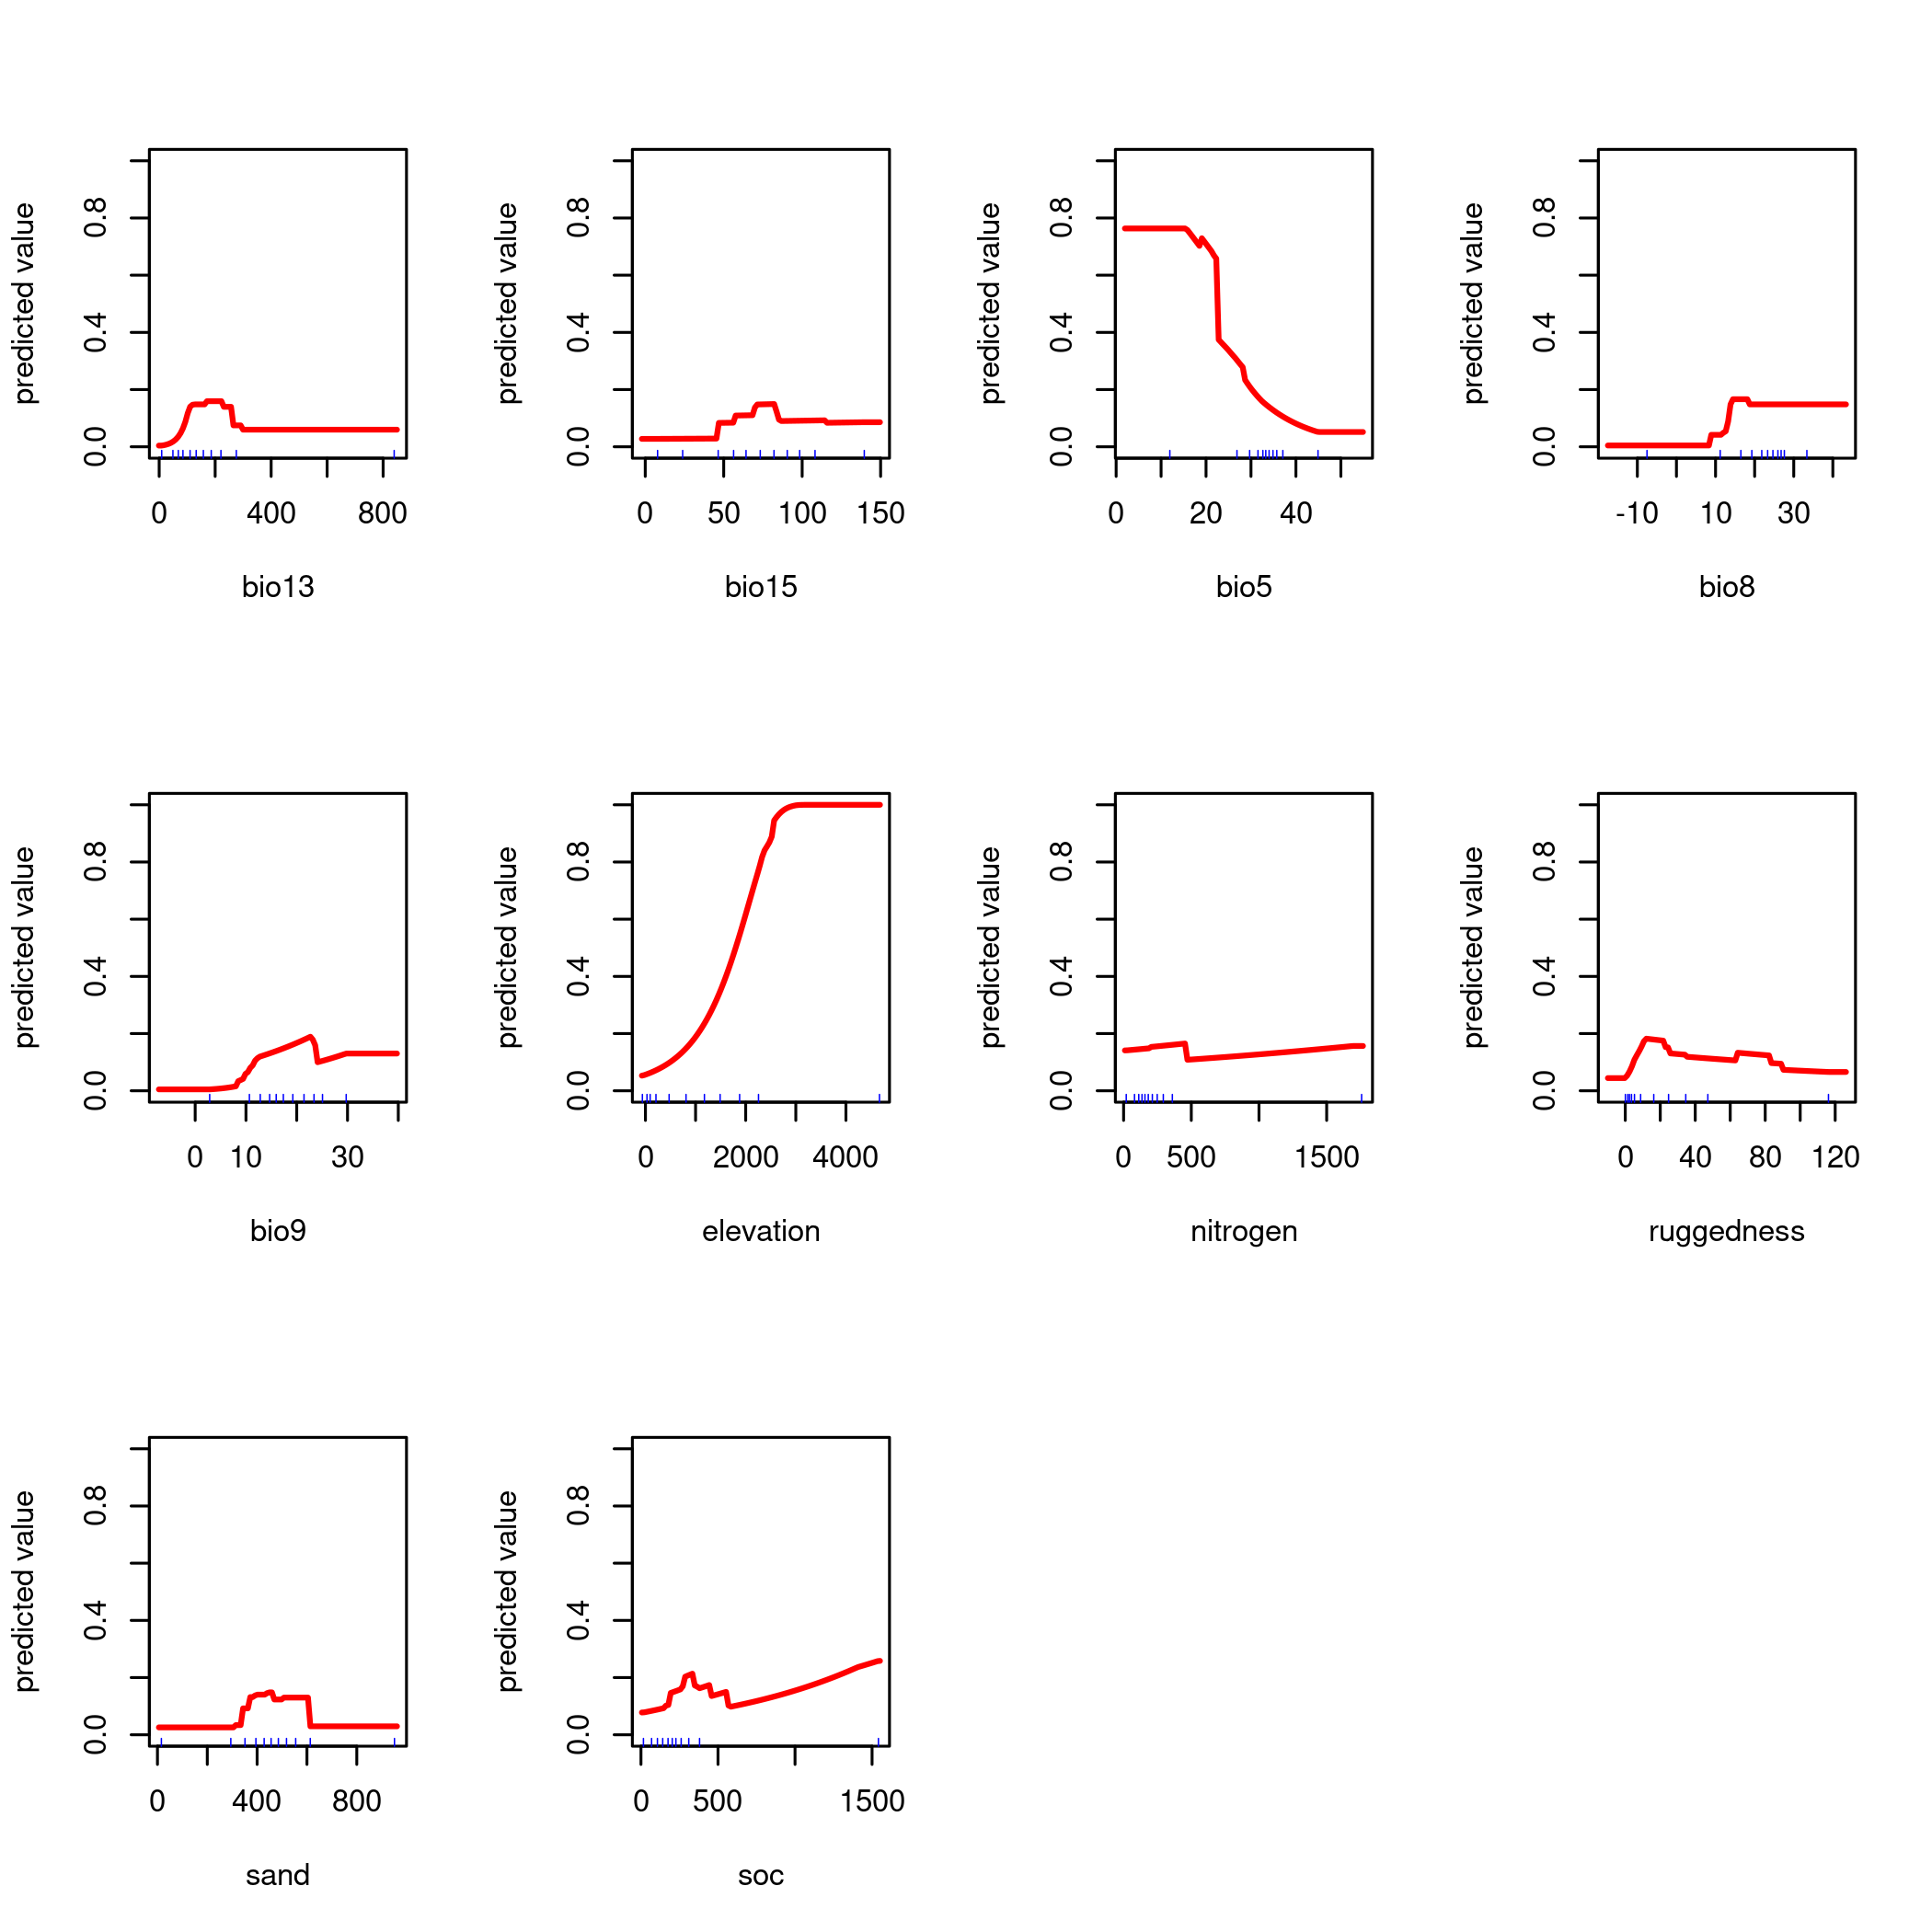 predicted value
0.0 0.4 0.8
0 400 800
bio13
predicted value
0.0 0.4 0.8
0 50 100 150
bio15
predicted value
0.0 0.4 0.8
0 20 40
bio5
predicted value
0.0 0.4 0.8
-10 10 30
bio8
predicted value
0.0 0.4 0.8
0 10 30
bio9
predicted value
0.0 0.4 0.8
0 2000 4000
elevation
predicted value
0.0 0.4 0.8
0 500 1500
nitrogen
predicted value
0.0 0.4 0.8
0 40 80 120
ruggedness
predicted value
0.0 0.4 0.8
0 400 800
sand
predicted value
0.0 0.4 0.8
0 500 1500
soc